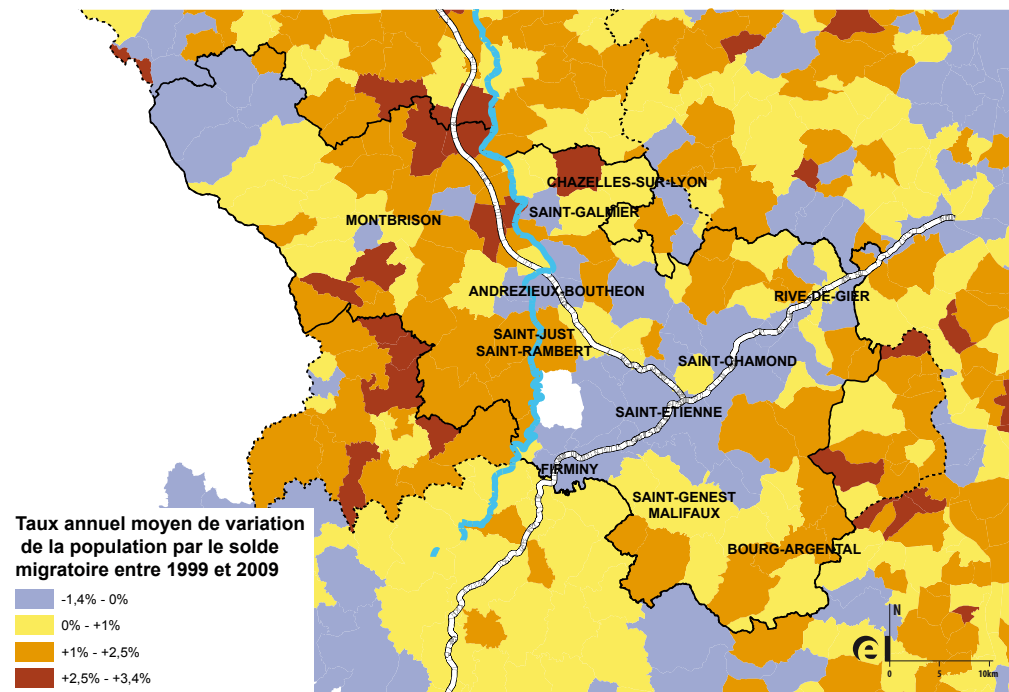 CHAZELLES-SUR-LYON
MONTBRISON
SAINT-GALMIER
ANDREZIEUX-BOUTHEON
RIVE-DE-GIER
SAINT-JUST
SAINT-RAMBERT
SAINT-CHAMOND
SAINT-ETIENNE
FIRMINY
SAINT-GENEST
MALIFAUX
BOURG-ARGENTAL
Taux annuel moyen de variation
de la population par le solde
migratoire entre 1999 et 2009
-1,4% - 0%
0% - +1%
+1% - +2,5%
+2,5% - +3,4%
N
0 5 10km